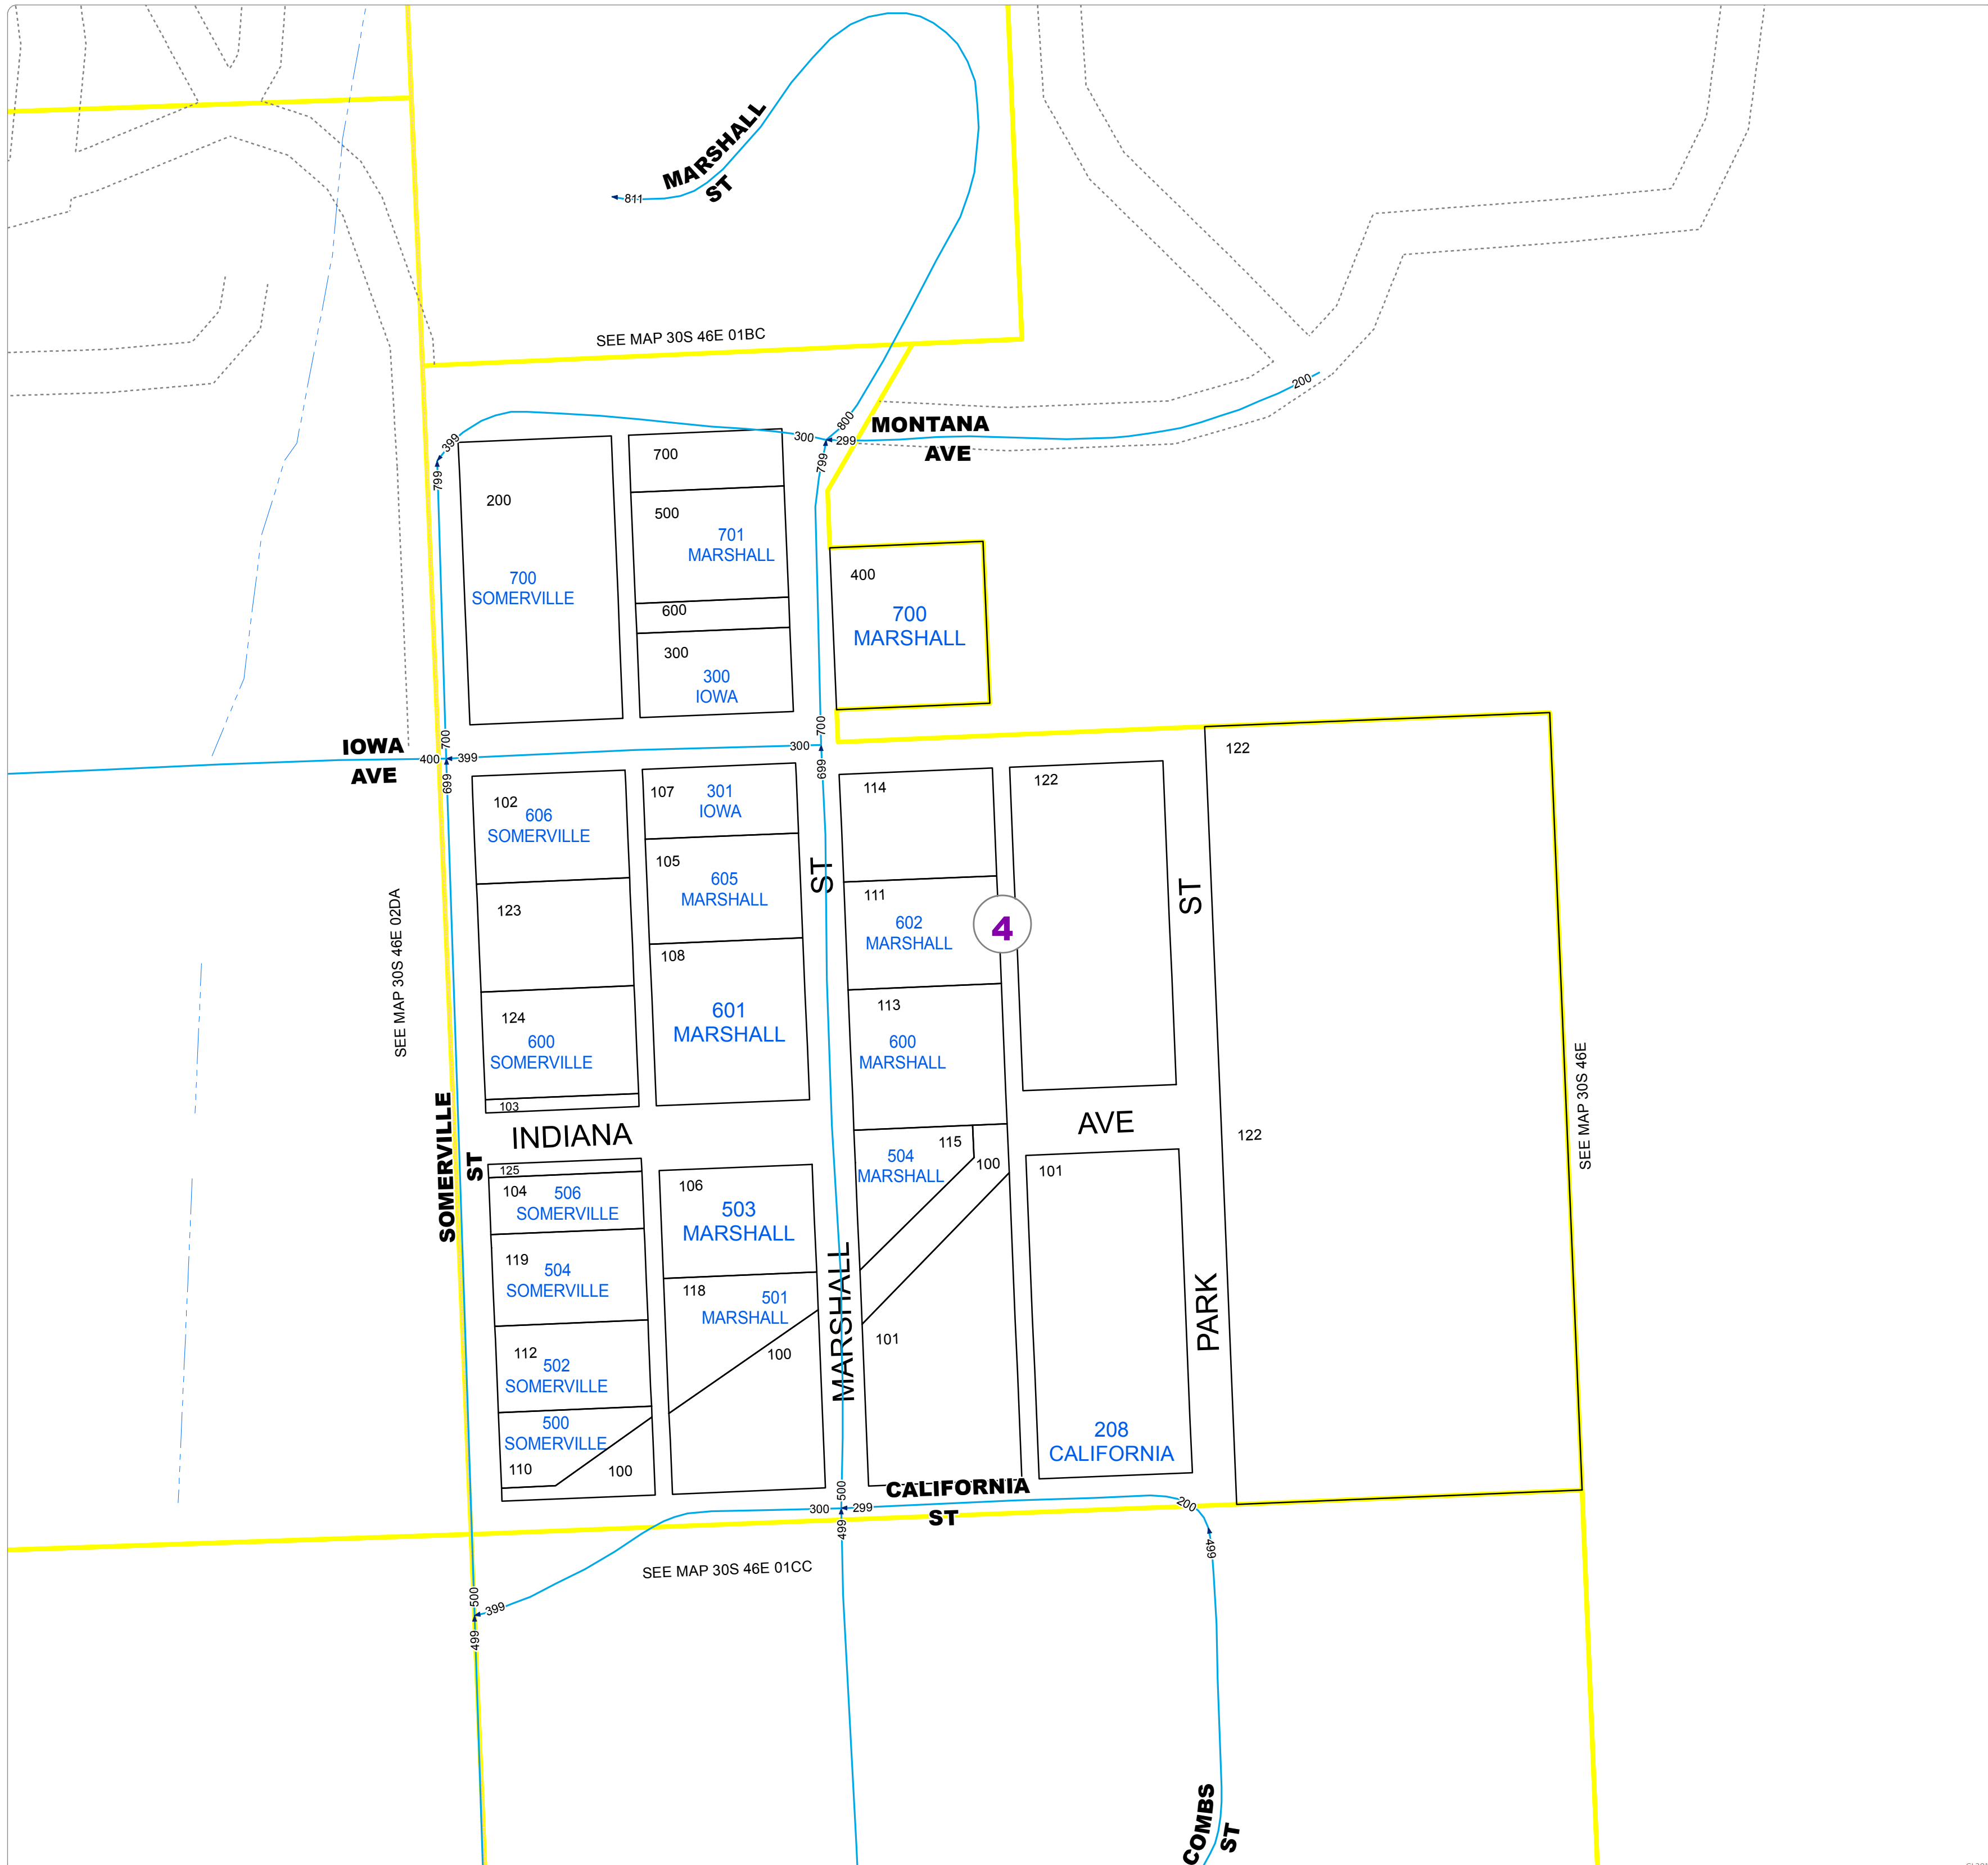 MARSHALL
ST
811
SEE MAP 30S 46E 01BC
200
800
MONTANA
AVE
299
300
399
799
799
700
200
500
701
MARSHALL
700
SOMERVILLE
400
700
MARSHALL
600
300
300
IOWA
IOWA
AVE
400
399
700
699
300
700
699
122
122
102
606
SOMERVILLE
107
301
IOWA
114
105
605
MARSHALL
ST
111
602
MARSHALL
4
ST
123
108
601
MARSHALL
113
600
MARSHALL
124
600
SOMERVILLE
103
SEE MAP 30S 46E 02DA
SEE MAP 30S 46E
SOMERVILLE
ST
INDIANA
AVE
122
125
104
506
SOMERVILLE
106
503
MARSHALL
504
MARSHALL
115
100
101
119
504
SOMERVILLE
118
501
MARSHALL
100
MARSHALL
101
PARK
112
502
SOMERVILLE
500
SOMERVILLE
110
100
208
CALIFORNIA
CALIFORNIA
ST
500
300
299
499
200
499
SEE MAP 30S 46E 01CC
500
399
499
COMBS
ST